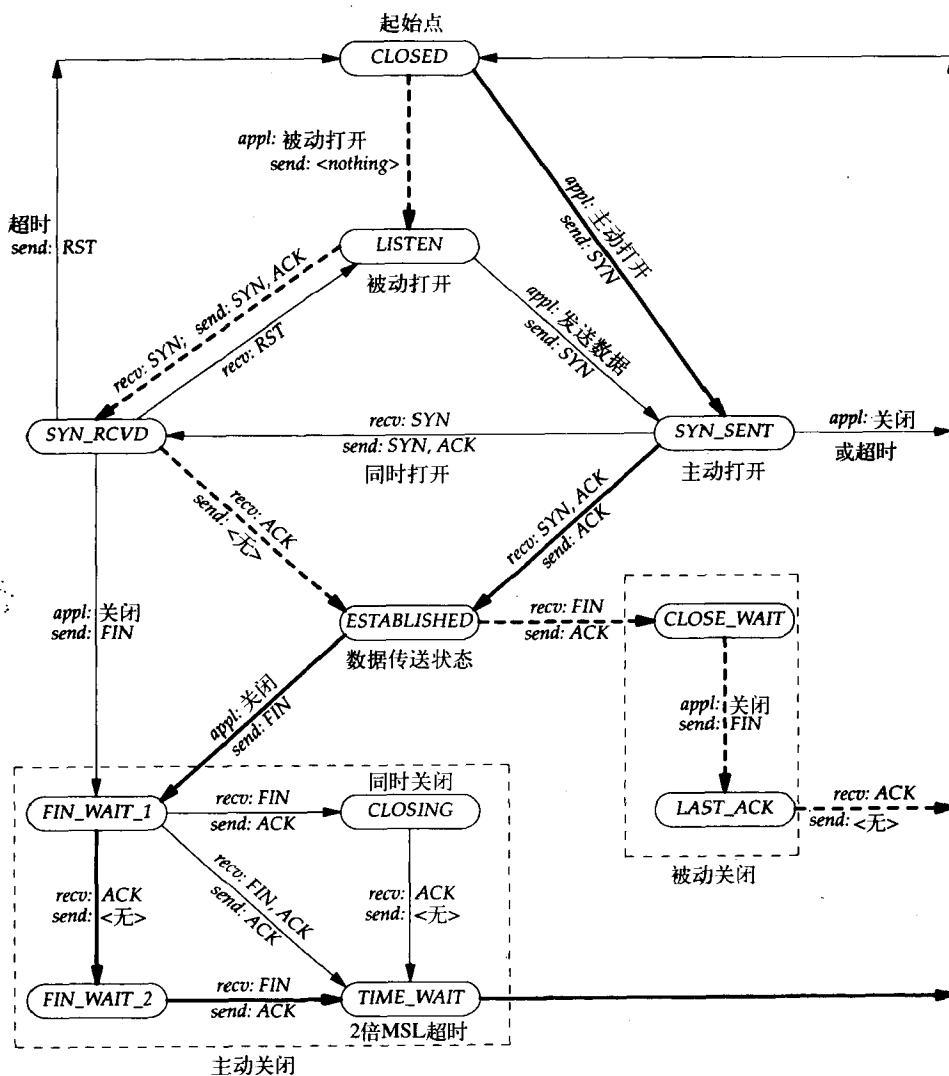 起始点
CLOSED
appl: 被动打开
send: <nothing>
appl: 主动打开
send: SYN
超时
send: RST
LISTEN
被动打开
recv: SYN; send: SYN, ACK
recv: RST
appl: 发送数据
send: SYN
SYN_RCVD
recv: SYN
send: SYN, ACK
同时打开
SYN_SENT
主动打开
appl: 关闭
或超时
recv: ACK
send: <无>
recv: SYN, ACK
send: ACK
appl: 关闭
send: FIN
ESTABLISHED
数据传送状态
recv: FIN
send: ACK
CLOSE_WAIT
appl: 关闭
send: FIN
appl: 关闭
send: FIN
同时关闭
FIN_WAIT_1
recv: FIN
send: ACK
CLOSING
LAST_ACK
recv: ACK
send: <无>
被动关闭
recv: ACK
send: <无>
recv: FIN, ACK
send: ACK
recv: ACK
send: <无>
FIN_WAIT_2
recv: FIN
send: ACK
TIME_WAIT
2倍MSL超时
主动关闭